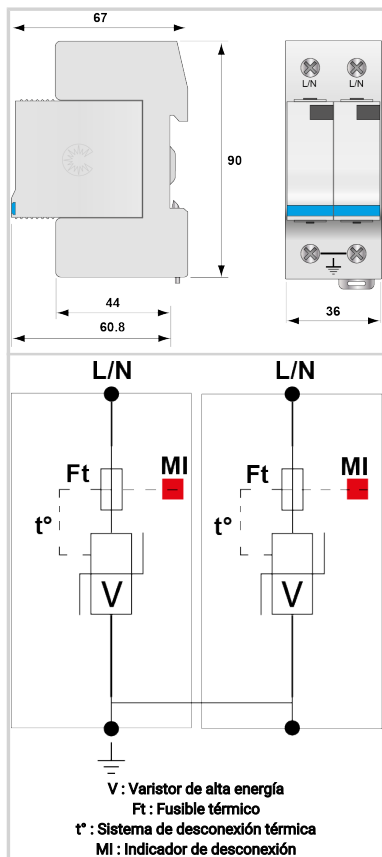 67
L/N L/N
90
44
60.8
36
L/N L/N
Ft MI Ft MI
t° t°
V V
V : Varistor de alta energía
Ft : Fusible térmico
t° : Sistema de desconexión térmica
MI : Indicador de desconexión